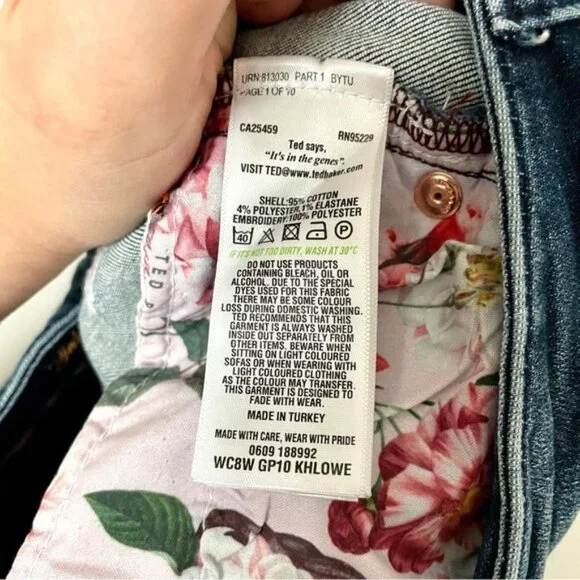 URN:813030 PART 1 BYTU
PAGE 1 OF 10
CA25459 RN95229
Ted says,
"It's in the genes".
VISIT TED@www.tedbaker.com
SHELL:95% COTTON
4% POLYESTER,1% ELASTANE
EMBROIDERY:100% POLYESTER
40
IF IT'S NOT TOO DIRTY, WASH AT 30°C
DO NOT USE PRODUCTS
CONTAINING BLEACH, OIL OR
ALCOHOL. DUE TO THE SPECIAL
DYES USED FOR THIS FABRIC
THERE MAY BE SOME COLOUR
LOSS DURING DOMESTIC WASHING.
TED RECOMMENDS THAT THIS
GARMENT IS ALWAYS WASHED
INSIDE OUT SEPARATELY FROM
OTHER ITEMS. BEWARE WHEN
SITTING ON LIGHT COLOURED
SOFAS OR WHEN WEARING WITH
LIGHT COLOURED CLOTHING
AS THE COLOUR MAY TRANSFER.
THIS GARMENT IS DESIGNED TO
FADE WITH WEAR.
MADE IN TURKEY
MADE WITH CARE, WEAR WITH PRIDE
0609 188992
WC8W GP10 KHLOWE
TED